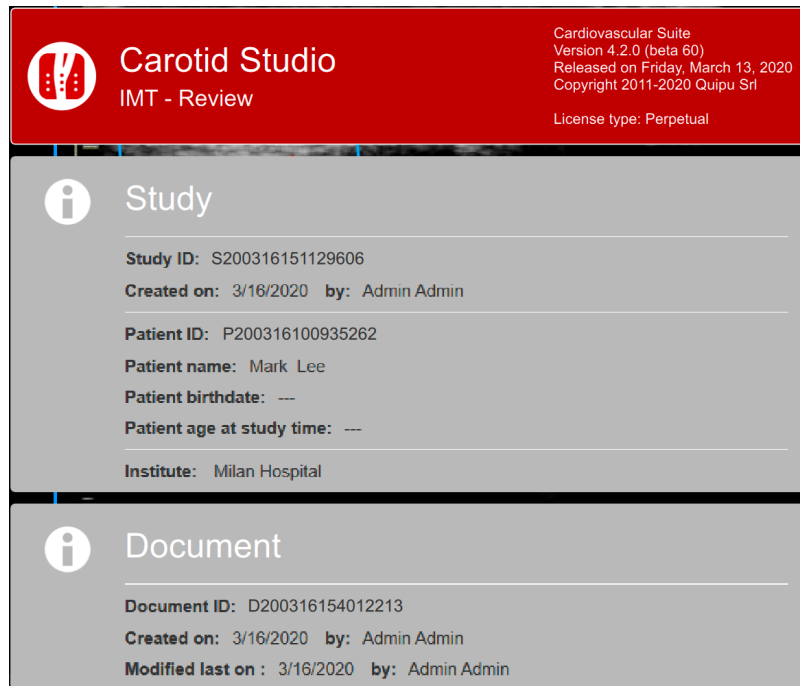 Carotid Studio
IMT - Review
Cardiovascular Suite
Version 4.2.0 (beta 60)
Released on Friday, March 13, 2020
Copyright 2011-2020 Quipu Srl
License type: Perpetual
Study
Study ID: S200316151129606
Created on: 3/16/2020 by: Admin Admin
Patient ID: P200316100935262
Patient name: Mark Lee
Patient birthdate: ---
Patient age at study time: ---
Institute: Milan Hospital
Document
Document ID: D200316154012213
Created on: 3/16/2020 by: Admin Admin
Modified last on : 3/16/2020 by: Admin Admin